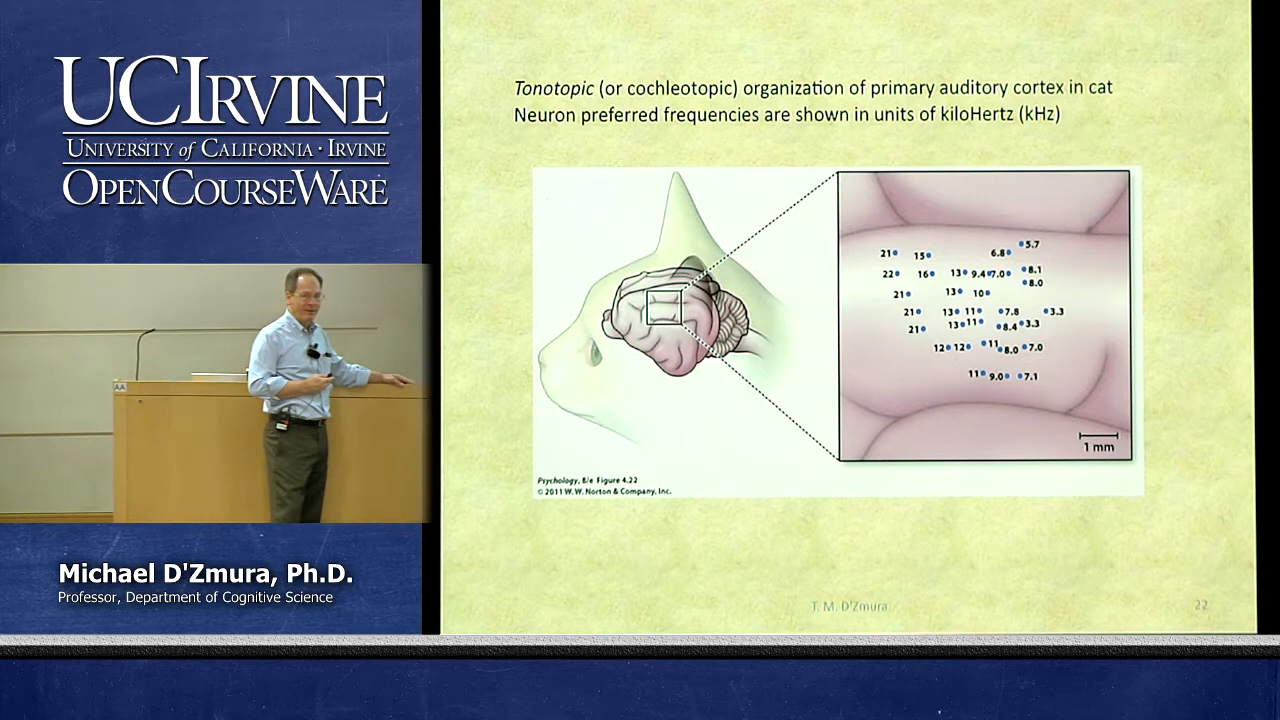 UCIRVINE
UNIVERSITY of CALIFORNIA · IRVINE
OPENCOURSEWARE
AA
Michael D'Zmura, Ph.D.
Professor, Department of Cognitive Science
Tonotopic (or cochleotopic) organization of primary auditory cortex in cat
Neuron preferred frequencies are shown in units of kiloHertz (kHz)
5.7
21 15 6.8
22 16 13 9.4 7.0 8.1
8.0
21 13 10
21 13 11 7.8 3.3
21 13 11 8.4 3.3
12 12 11 8.0 7.0
11 9.0 7.1
1 mm
Psychology, 8/e Figure 4.22
© 2011 W. W. Norton & Company, Inc.
T. M. D'Zmura
22